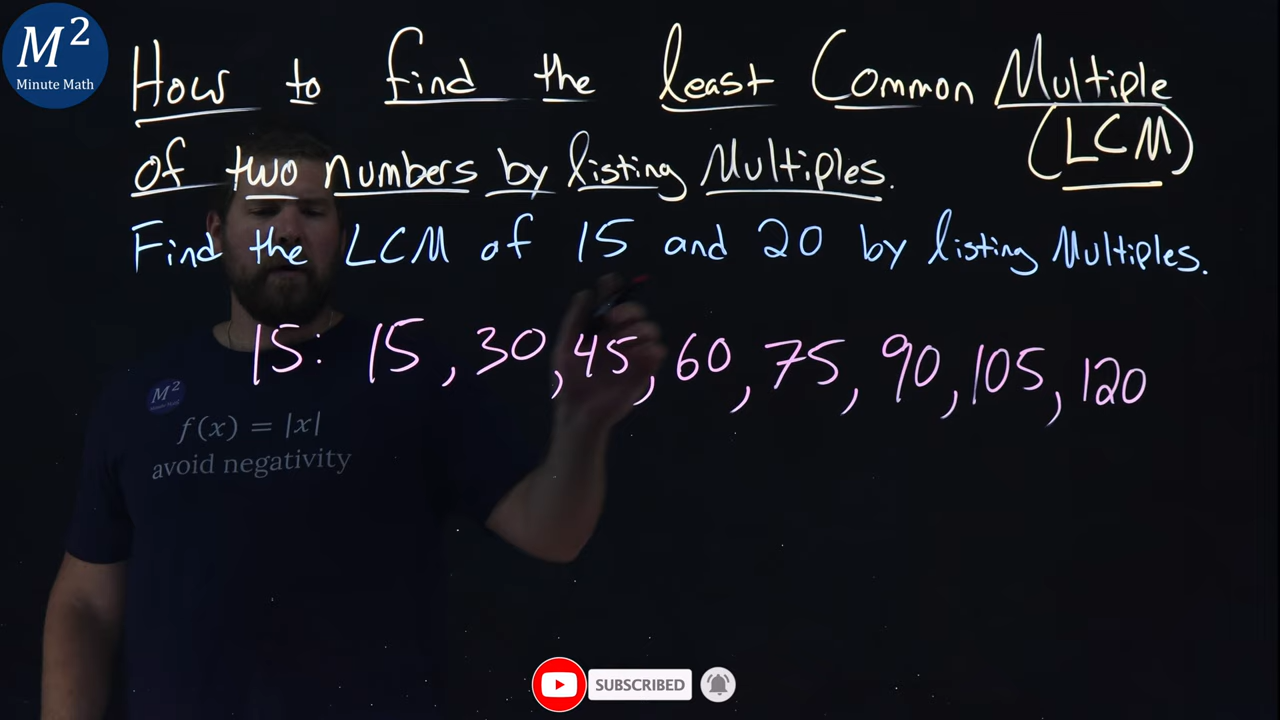 M²
Minute Math
How to find the least Common Multiple
(LCM)
of two numbers by listing Multiples.
Find the LCM of 15 and 20 by listing Multiples.
15: 15, 30, 45, 60, 75, 90, 105, 120
M²
f(x) = |x|
avoid negativity
SUBSCRIBED